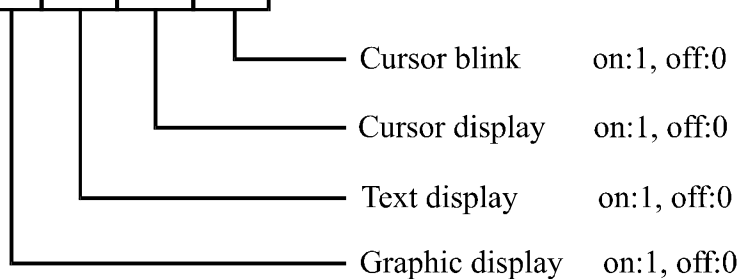 Cursor blink on:1, off:0
Cursor display on:1, off:0
Text display on:1, off:0
Graphic display on:1, off:0